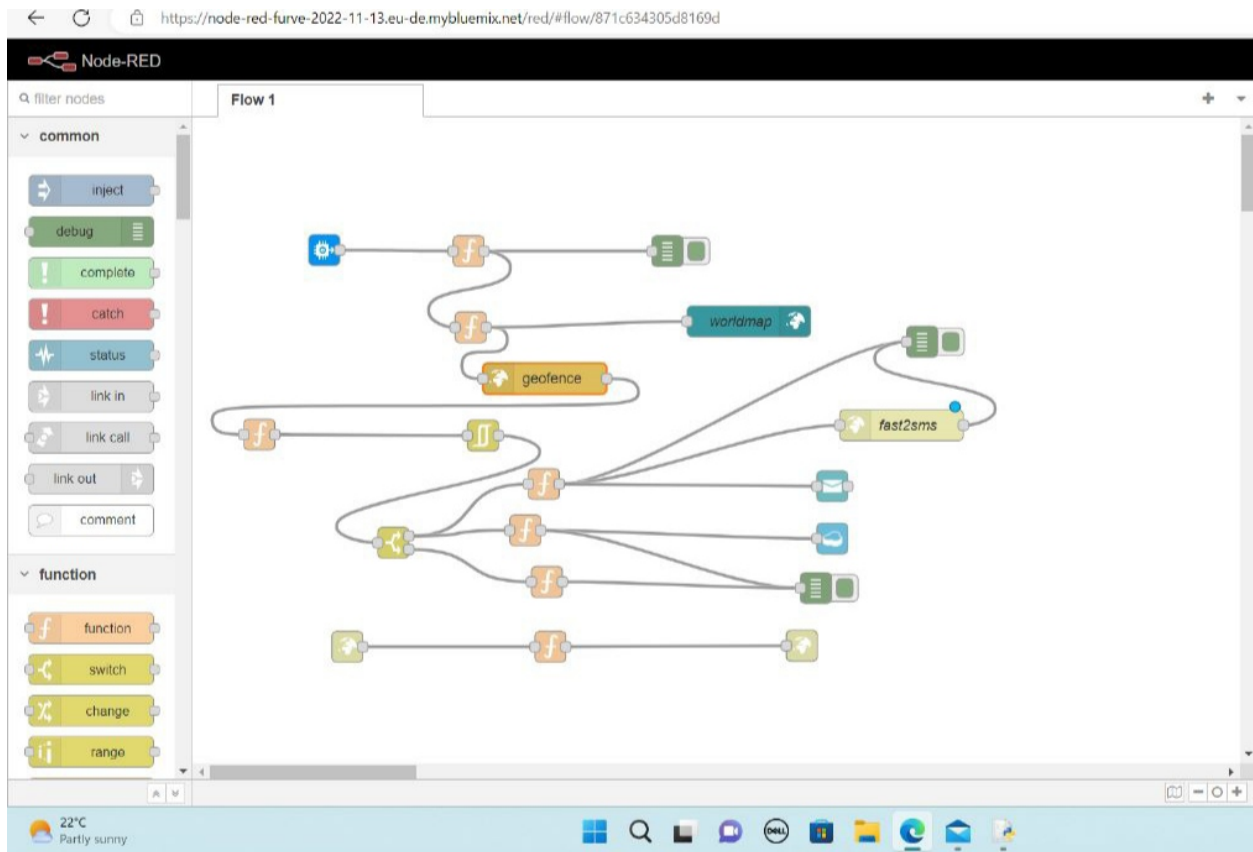 https://node-red-furve-2022-11-13.eu-de.mybluemix.net/red/#flow/871c634305d8169d
Node-RED
filter nodes
Flow 1
common
inject
debug
complete
catch
status
link in
link call
link out
comment
function
function
switch
change
range
worldmap
geofence
fast2sms
22°C
Partly sunny
DELL